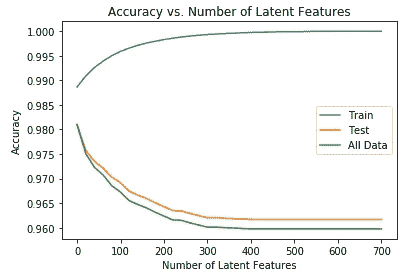 Accuracy vs. Number of Latent Features
1.000
0.995
0.990
0.985
0.980
0.975
0.970
0.965
0.960
Accuracy
Train
Test
All Data
0 100 200 300 400 500 600 700
Number of Latent Features